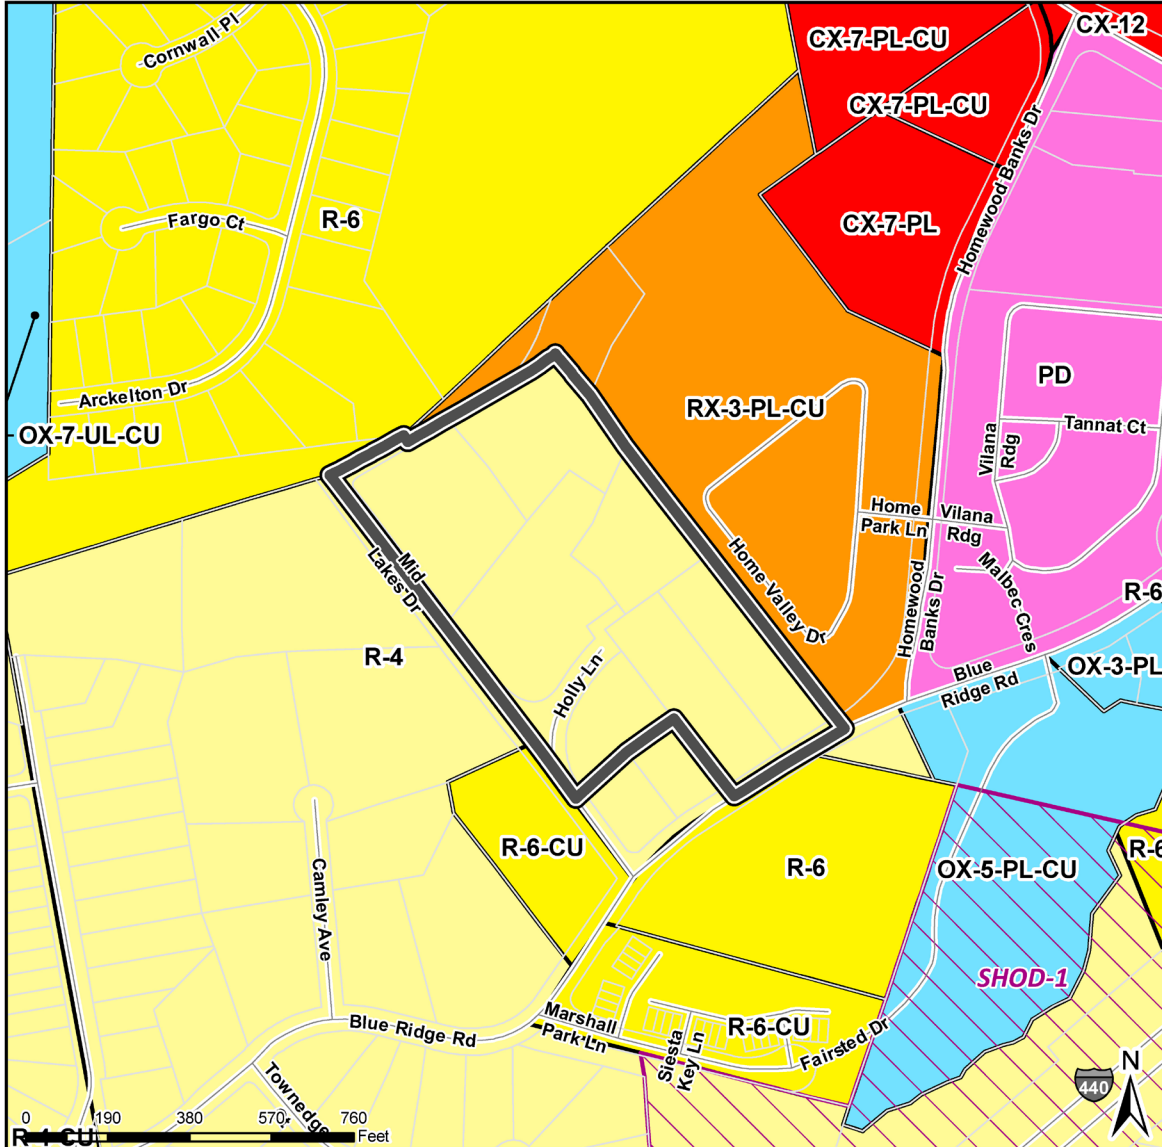 Cornwall Pl
CX-7-PL-CU
CX-12
CX-7-PL-CU
Homewood Banks Dr
Fargo Ct
R-6
CX-7-PL
PD
Arckelton Dr
RX-3-PL-CU
Tannat Ct
OX-7-UL-CU
Vilana
Rdg
Home
Park Ln
Vilana
Rdg
Mid
Lakes Dr
Home Valley Dr
Homewood
Banks Dr
Malbec Cres
R-6
R-4
Holly Ln
Blue
Ridge Rd
OX-3-PL
R-6-CU
R-6
OX-5-PL-CU
R-6
Camley Ave
SHOD-1
Blue Ridge Rd
Marshall
Park Ln
Siesta
Key Ln
R-6-CU
Fairsted Dr
Townedge
Ct
N
440
0 190 380 570 760
Feet
R-4-CU